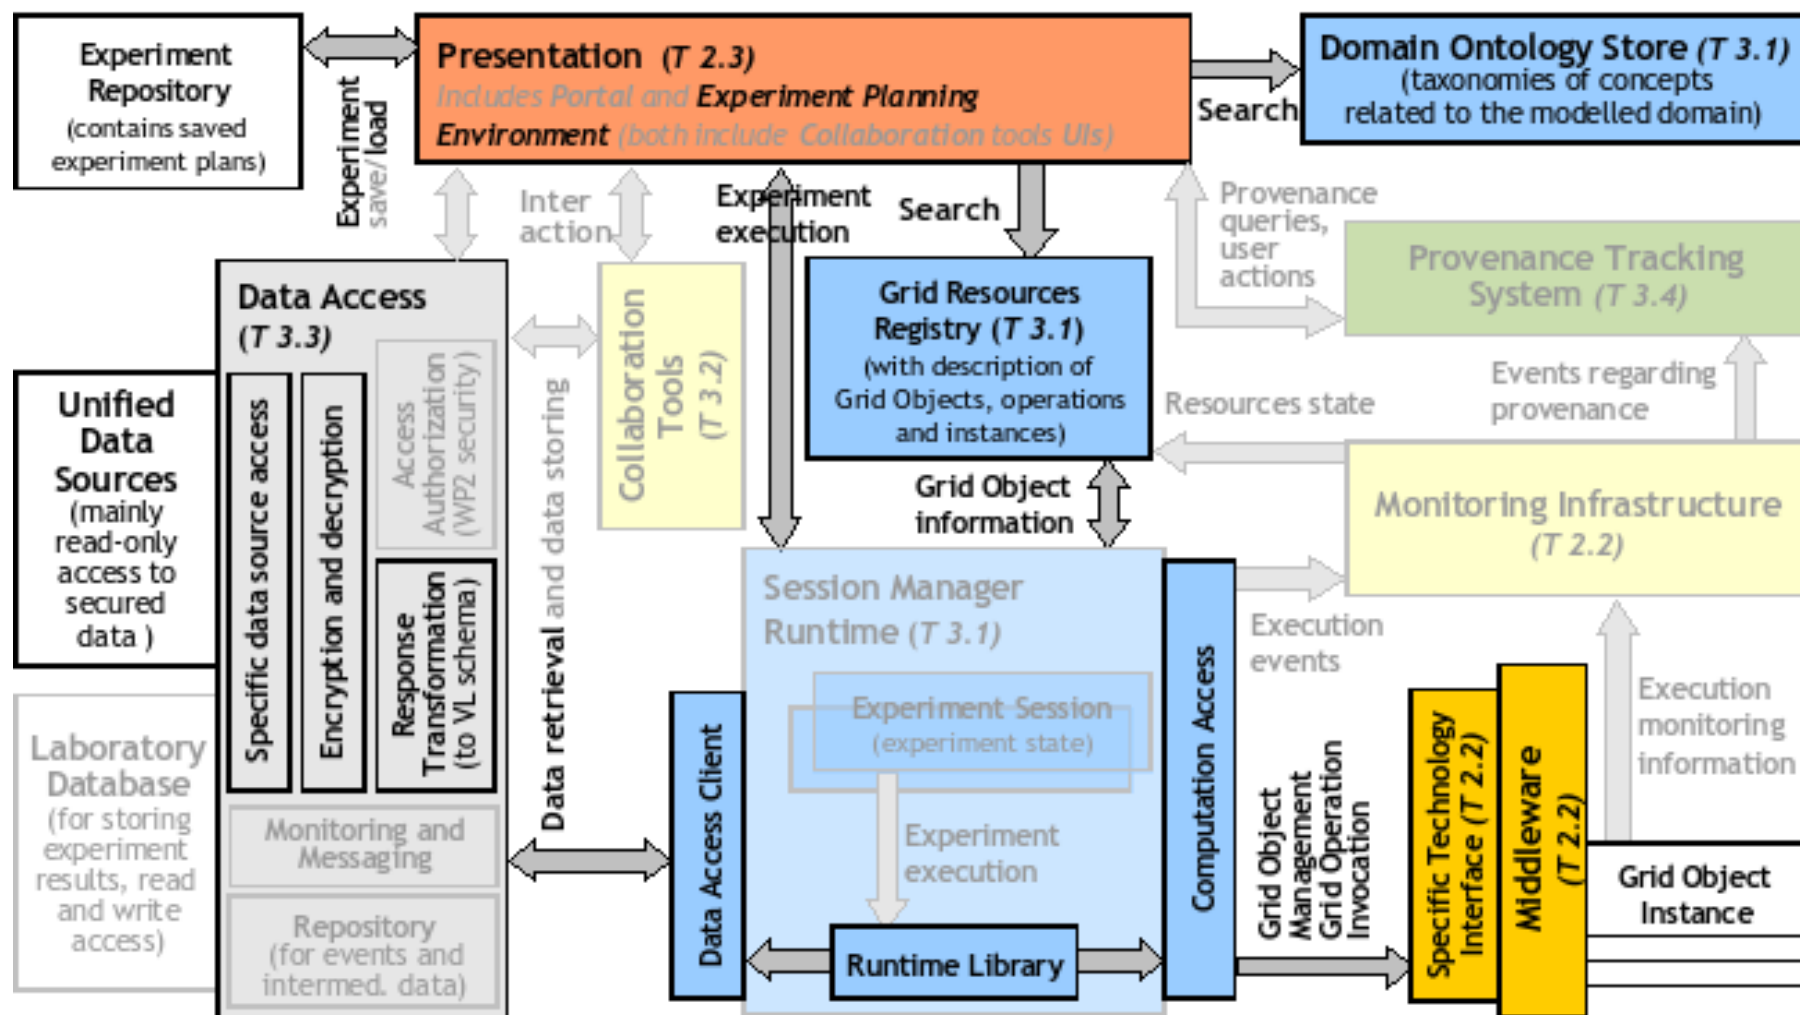 Experiment
Repository
(contains saved
experiment plans)
Experiment
save/load
Presentation (T 2.3)
Includes Portal and Experiment Planning
Environment (both include Collaboration tools UIs)
Search
Domain Ontology Store (T 3.1)
(taxonomies of concepts
related to the modelled domain)
Inter
action
Experiment
execution
Search
Provenance
queries,
user
actions
Provenance Tracking
System (T 3.4)
Data Access
(T 3.3)
Specific data source access
Encryption and decryption
Access
Authorization
(WP2 security)
Response
Transformation
(to VL schema)
Monitoring and
Messaging
Repository
(for events and
intermed. data)
Unified
Data
Sources
(mainly
read-only
access to
secured
data )
Laboratory
Database
(for storing
experiment
results, read
and write
access)
Data retrieval and data storing
Collaboration
Tools
(T 3.2)
Grid Resources
Registry (T 3.1)
(with description of
Grid Objects, operations
and instances)
Resources state
Events regarding
provenance
Grid Object
information
Monitoring Infrastructure
(T 2.2)
Session Manager
Runtime (T 3.1)
Experiment Session
(experiment state)
Experiment
execution
Data Access Client
Runtime Library
Computation Access
Execution
events
Execution
monitoring
information
Grid Object
Management
Grid Operation
Invocation
Specific Technology
Interface (T 2.2)
Middleware
(T 2.2)
Grid Object
Instance